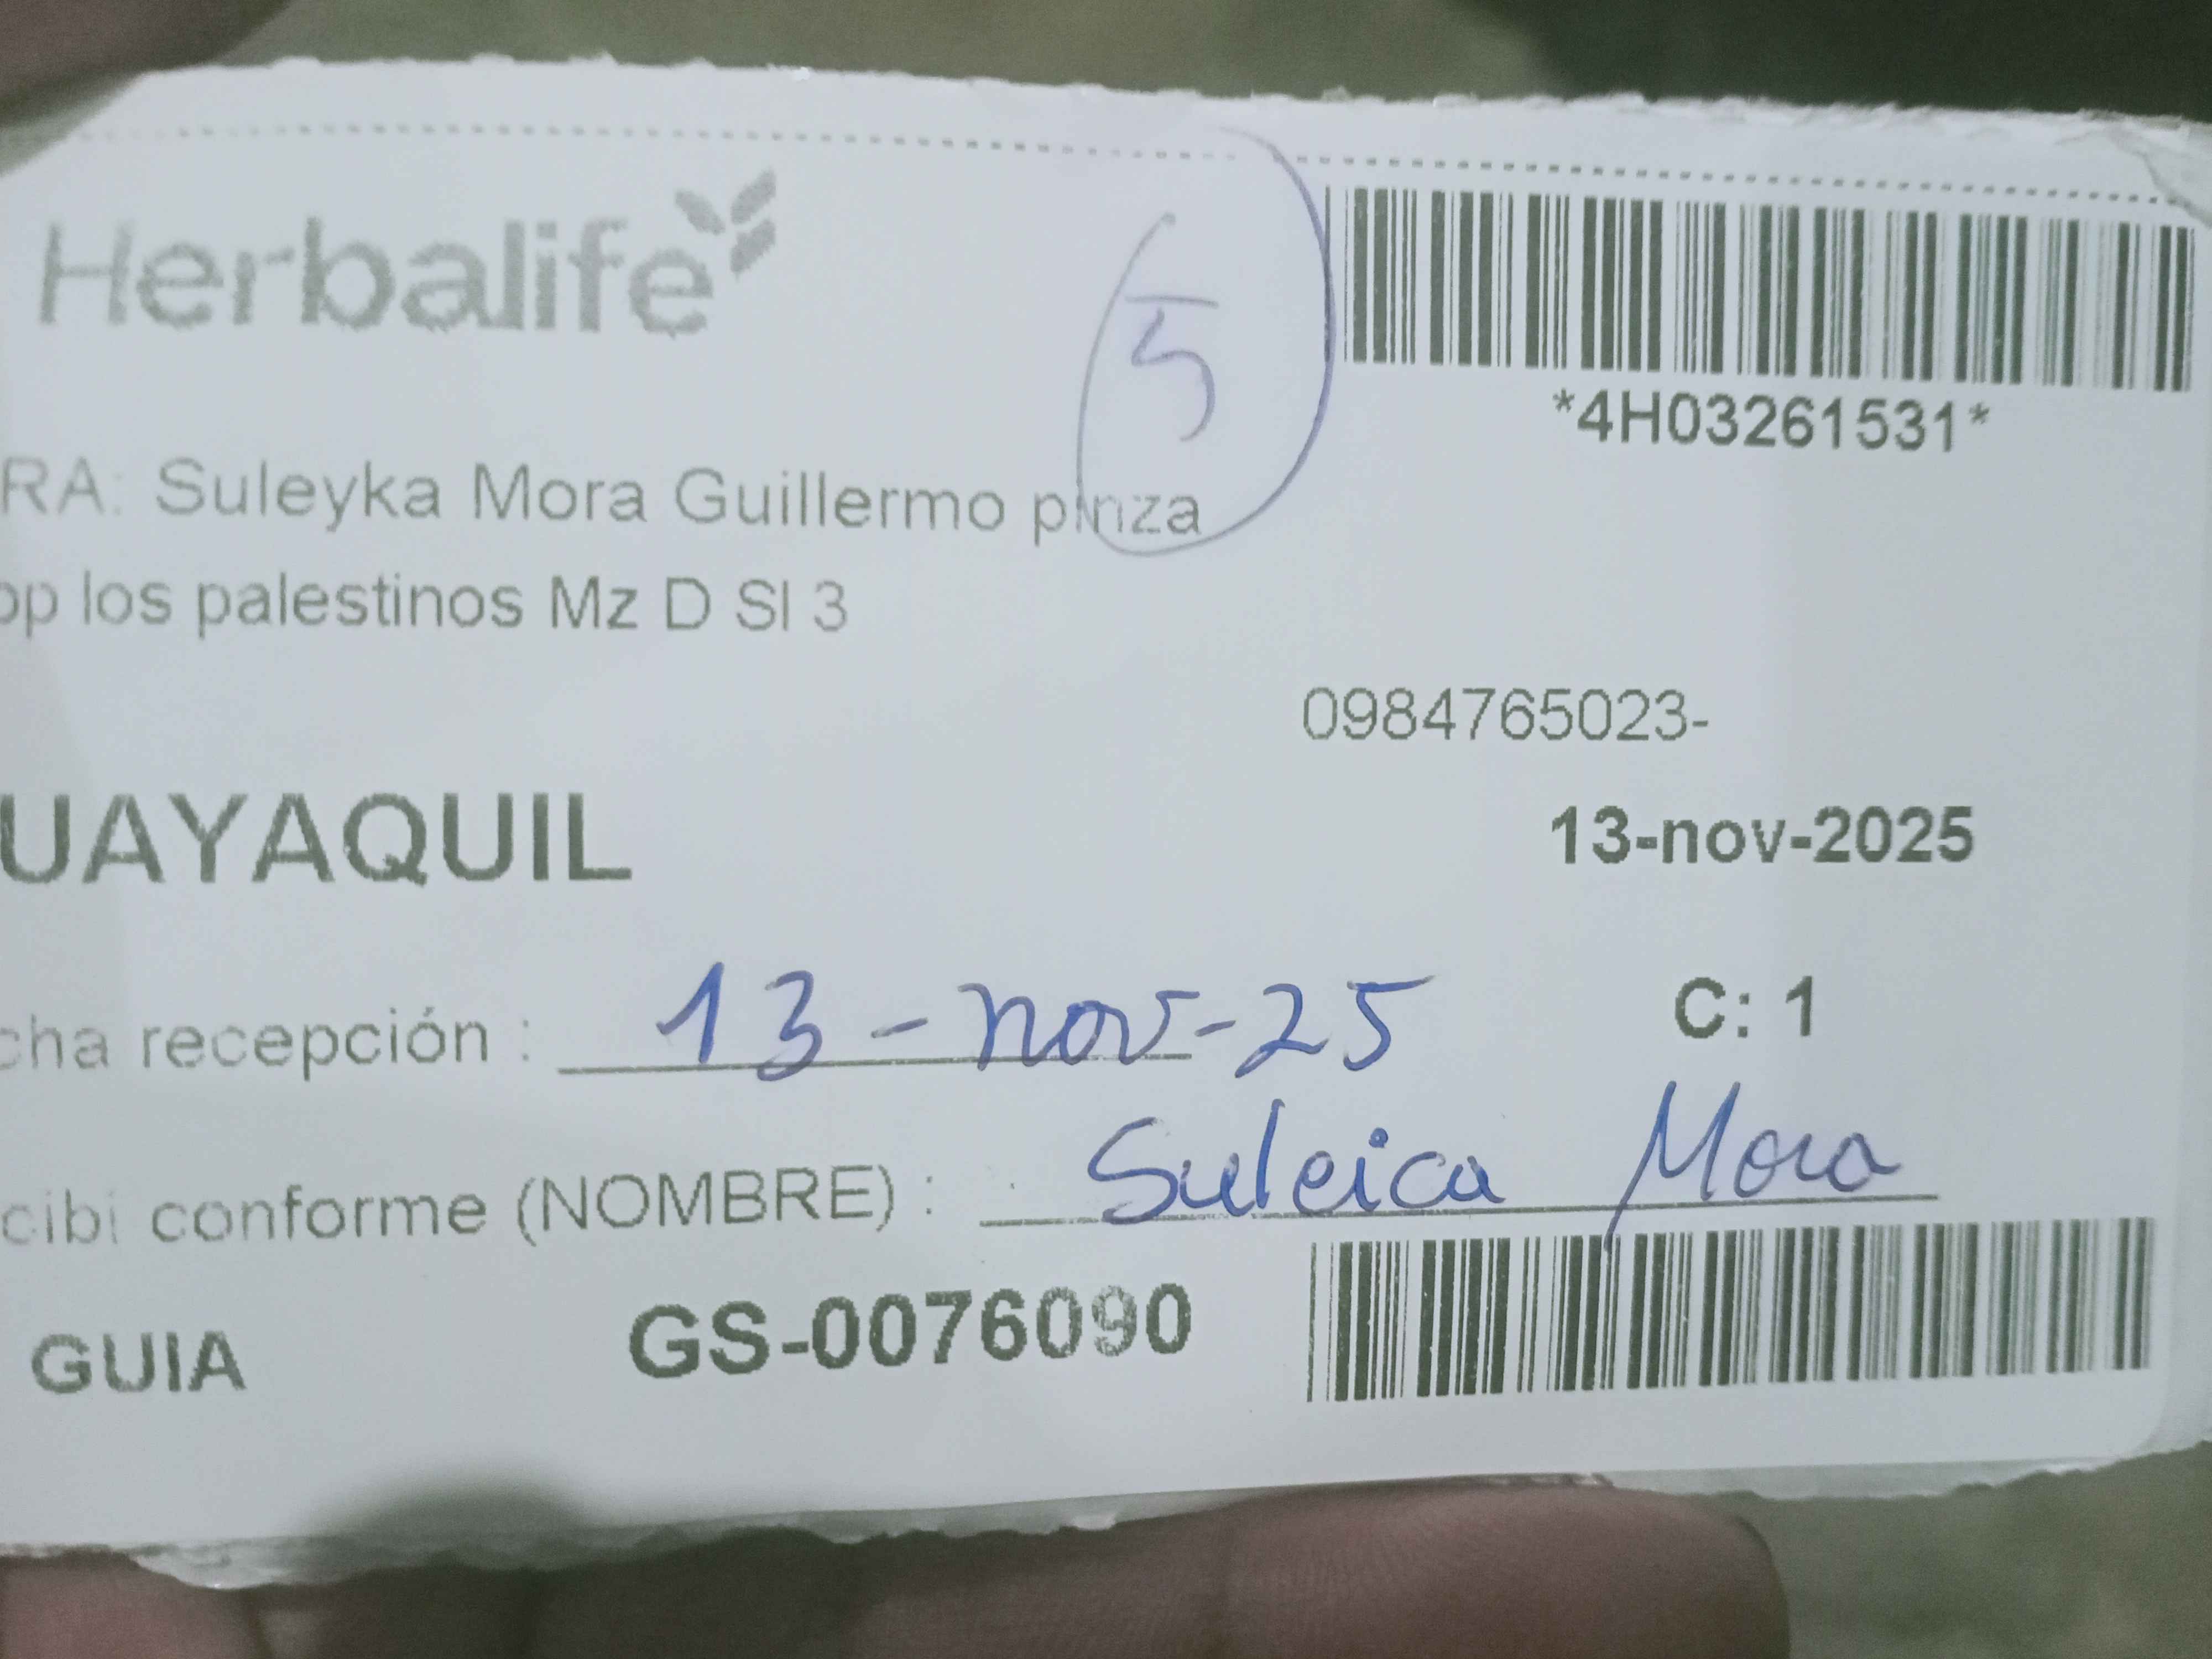 Herbalife
5
*4H03261531*
RA: Suleyka Mora Guillermo pinza
op los palestinos Mz D Sl 3
0984765023-
UAYAQUIL
13-nov-2025
cha recepción : 13-nov-25
C: 1
cibi conforme (NOMBRE) : Suleica Mora
GUIA GS-0076090